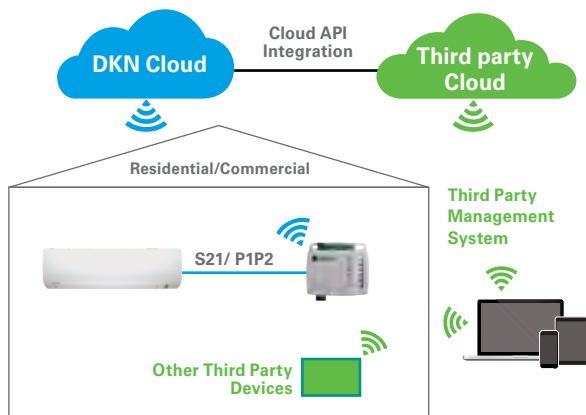 Cloud API
Integration
DKN Cloud
Third party
Cloud
Residential/Commercial
Third Party
Management
System
S21/ P1P2
Other Third Party
Devices